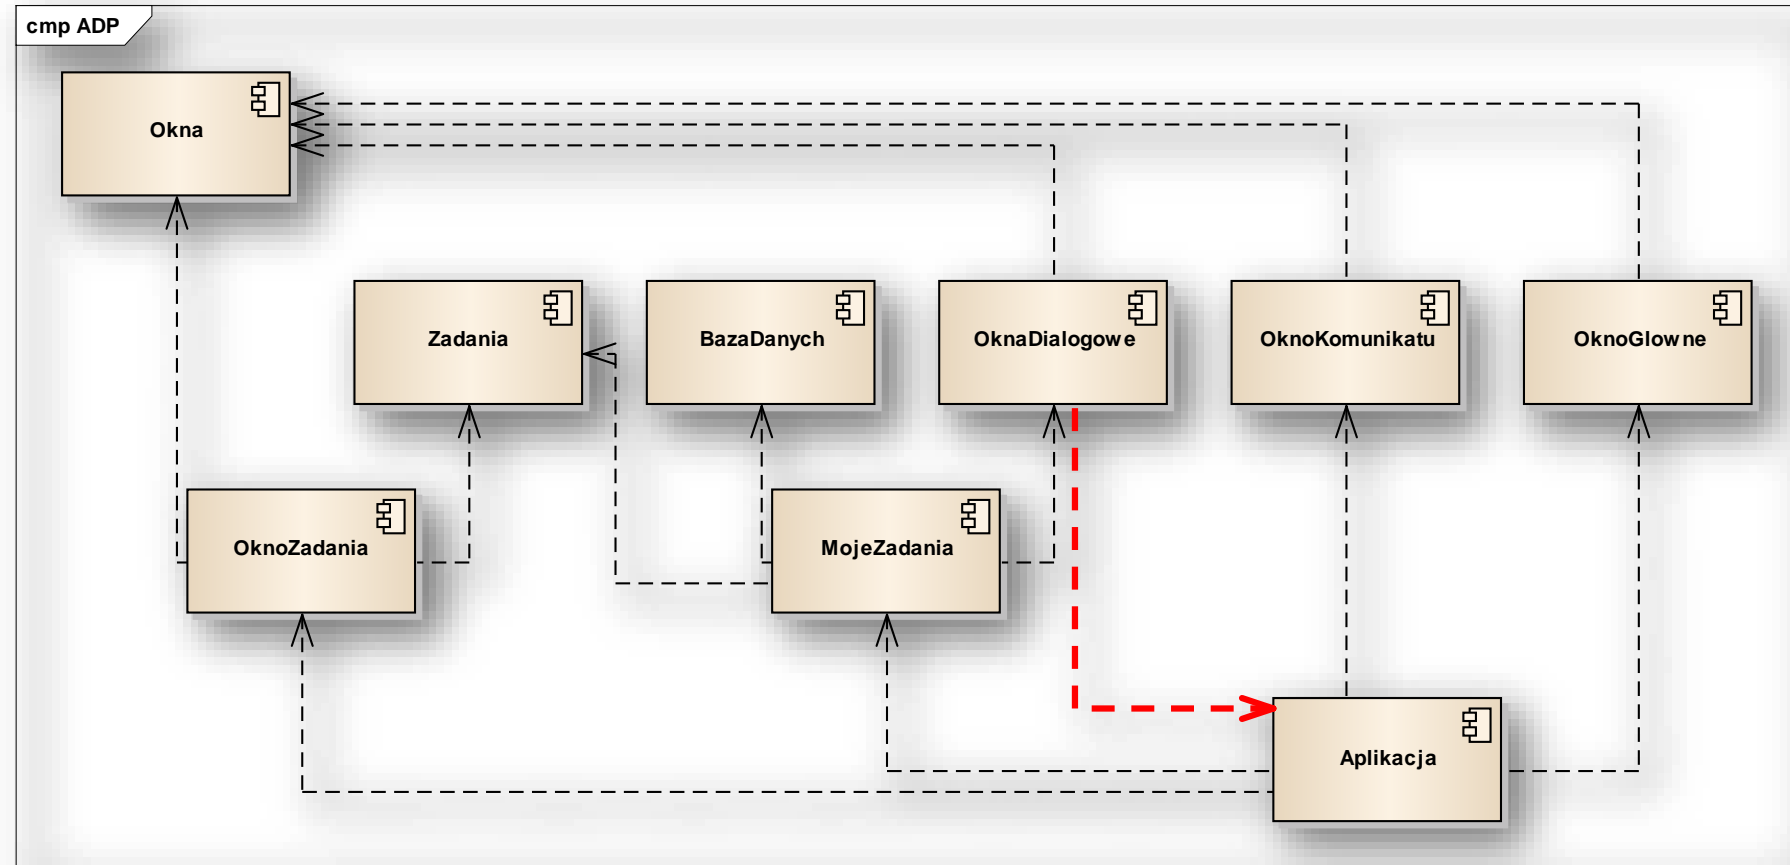 cmp ADP
Okna
Zadania
BazaDanych
OknaDialogowe
OknoKomunikatu
OknoGlowne
OknoZadania
MojeZadania
Aplikacja